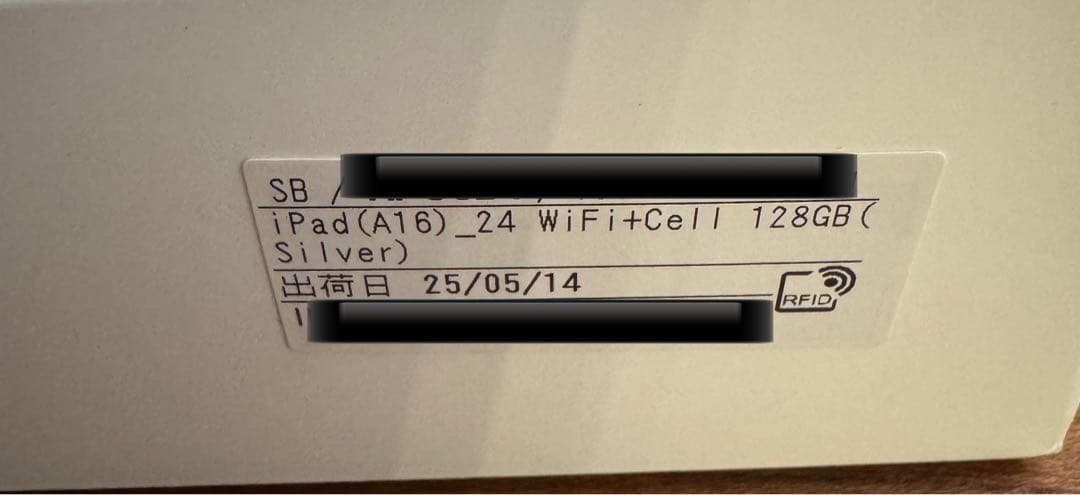 SB /
iPad(A16)_24 WiFi+Cell 128GB(
Silver)
出荷日 25/05/14
RFID
I